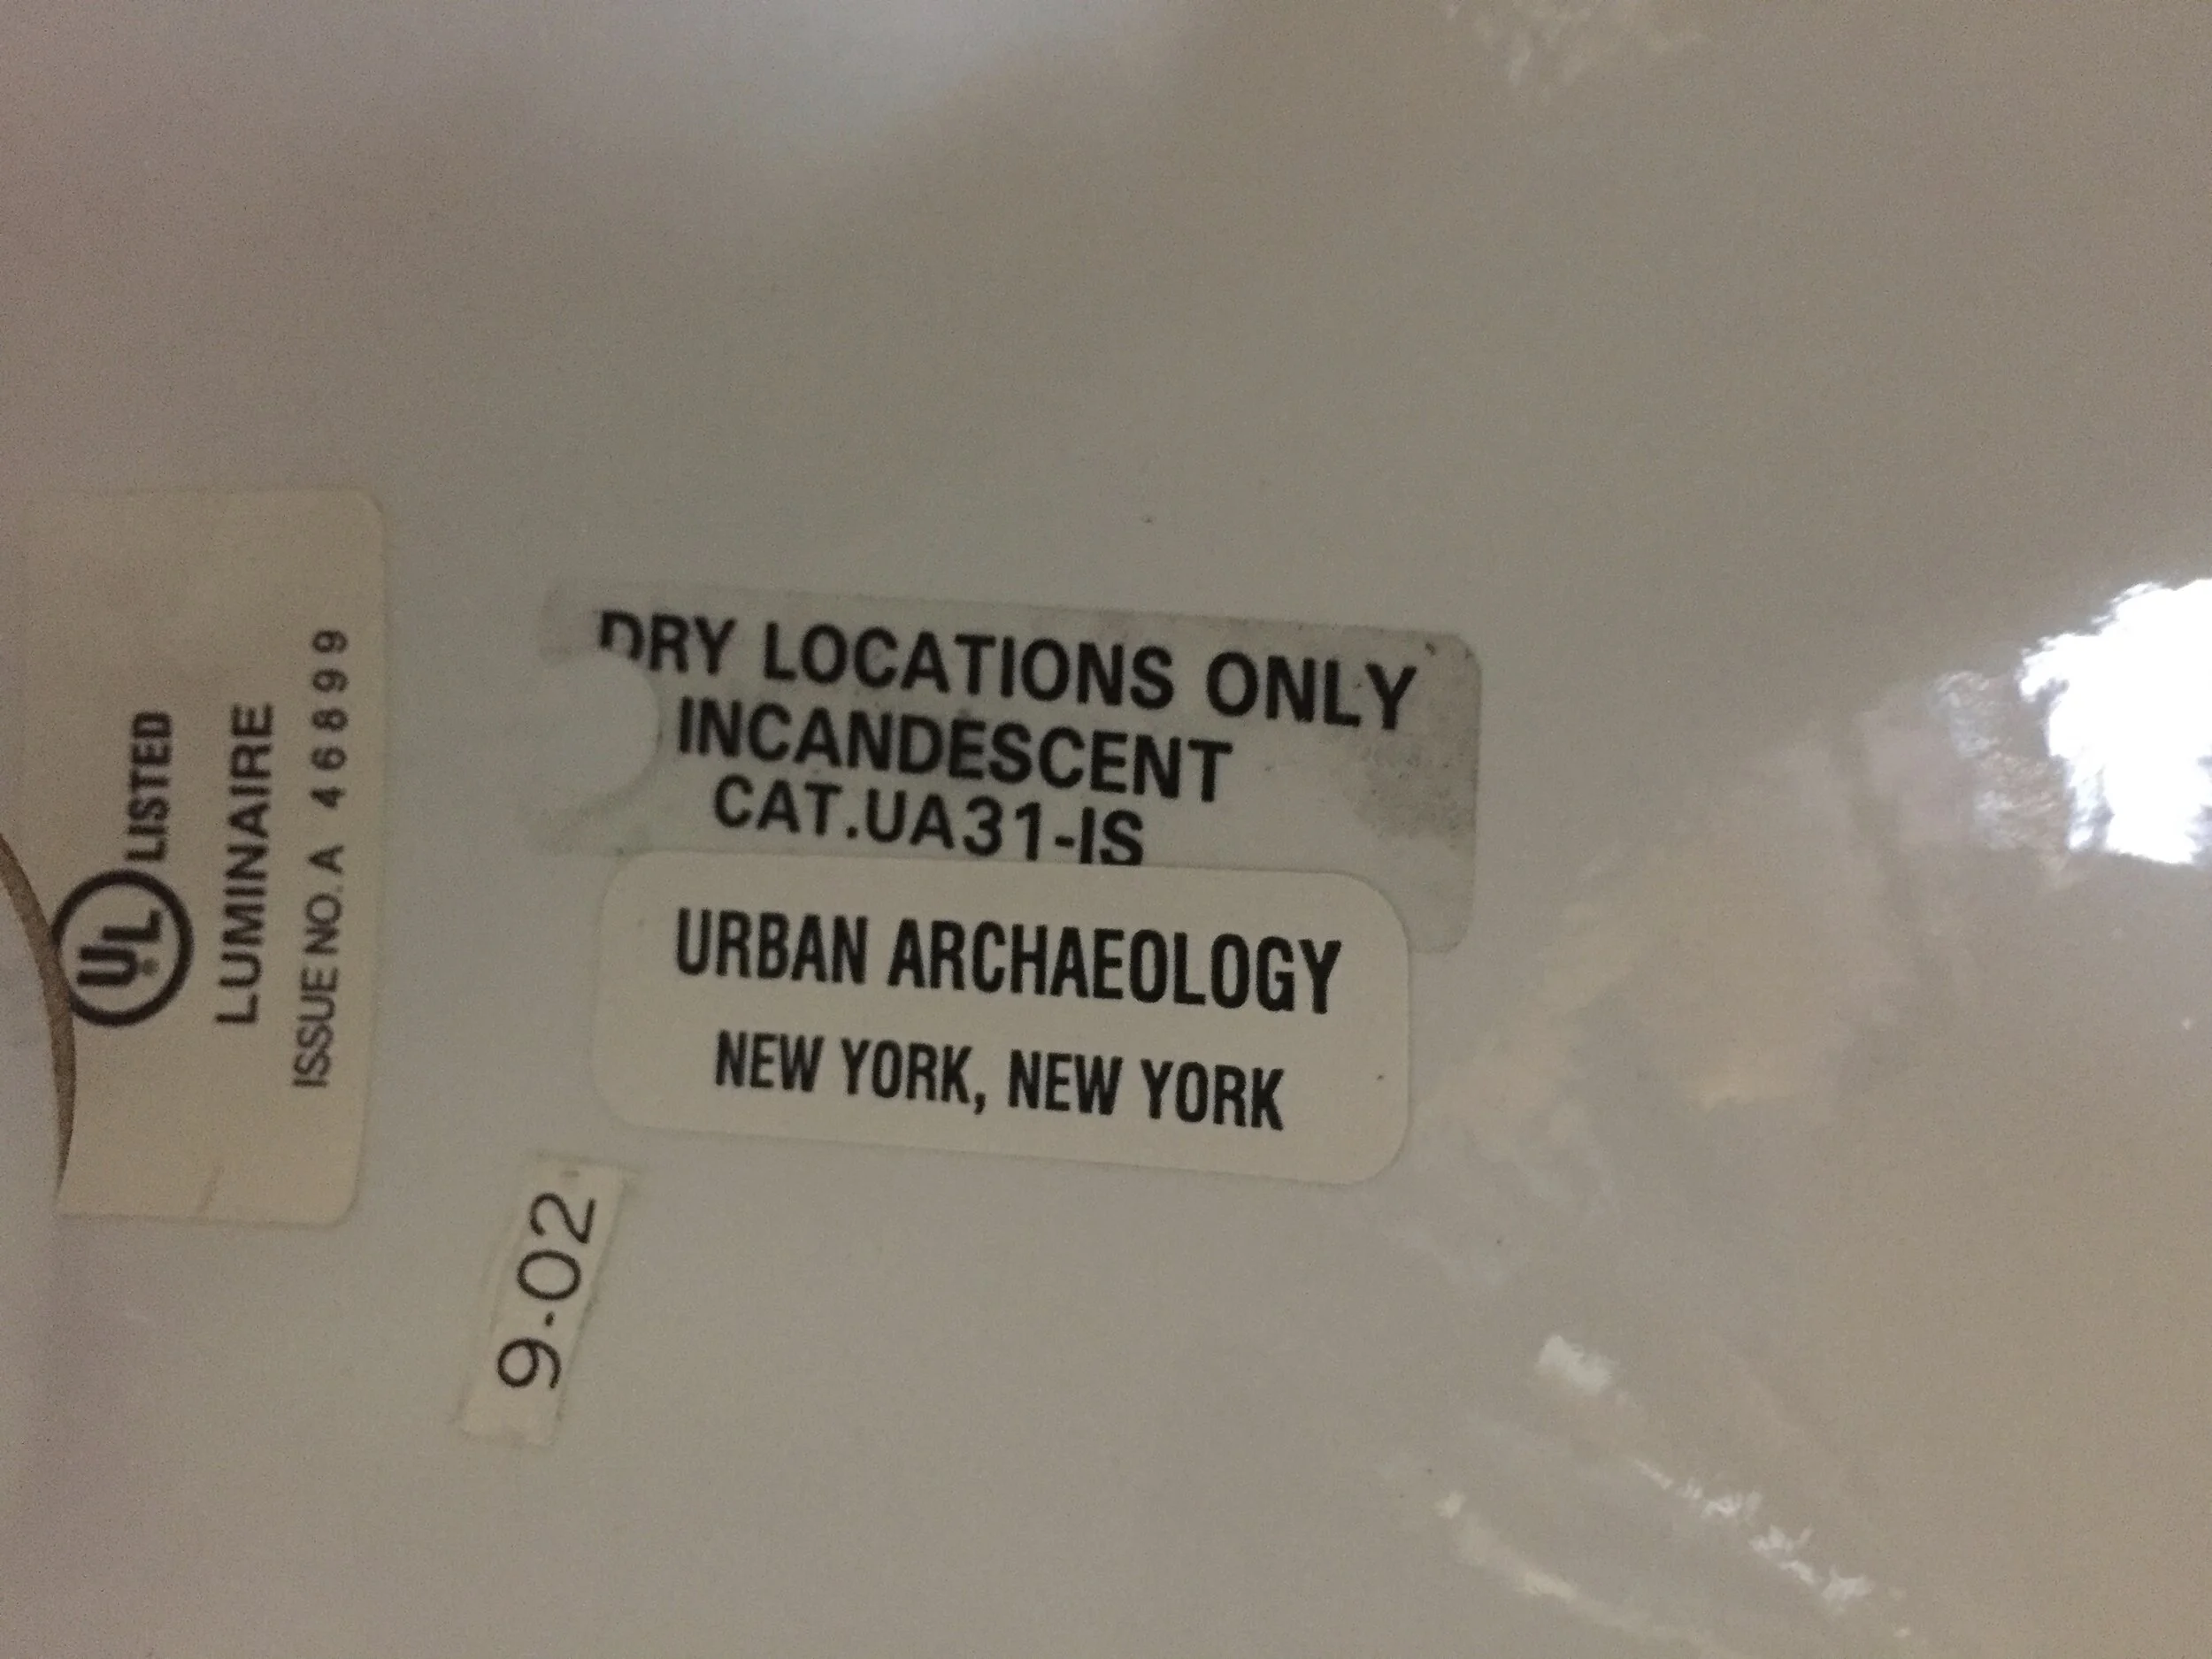 UL LISTED
LUMINAIRE
ISSUE NO. A 46899
DRY LOCATIONS ONLY
INCANDESCENT
CAT.UA31-IS
URBAN ARCHAEOLOGY
NEW YORK, NEW YORK
9-02